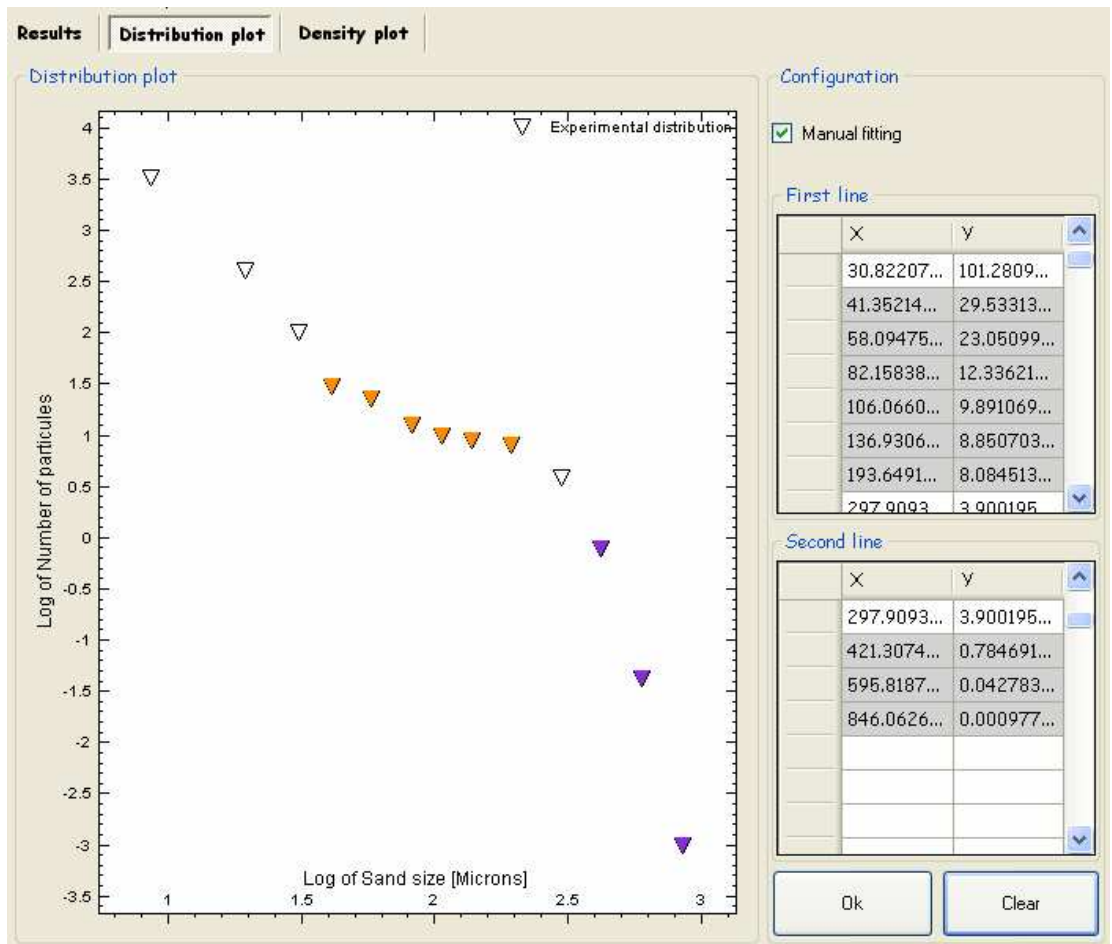 Results Distribution plot Density plot
Distribution plot
4
3.5
3
2.5
2
1.5
1
0.5
0
-0.5
-1
-1.5
-2
-2.5
-3
-3.5
Log of Number of particules
Experimental distribution
Log of Sand size [Microns]
1 1.5 2 2.5 3
Configuration
Manual fitting
First line
X Y
30.82207... 101.2809...
41.35214... 29.53313...
58.09475... 23.05099...
82.15838... 12.33621...
106.0660... 9.891069...
136.9306... 8.850703...
193.6491... 8.084513...
297.9093 3.900195
Second line
X Y
297.9093... 3.900195...
421.3074... 0.784691...
595.8187... 0.042783...
846.0626... 0.000977...
Ok Clear